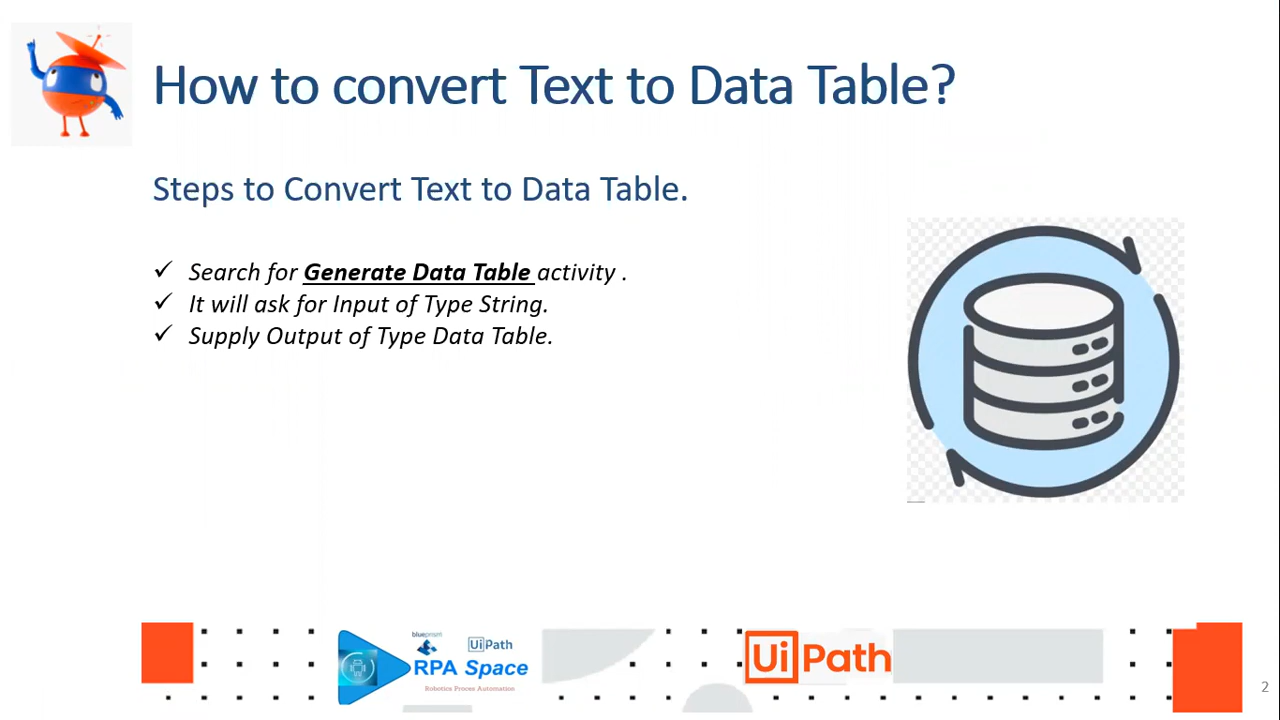 How to convert Text to Data Table?
Steps to Convert Text to Data Table.
✓ Search for Generate Data Table activity .
✓ It will ask for Input of Type String.
✓ Supply Output of Type Data Table.
blueprism
UiPath
RPA Space
Robotics Process Automation
UiPath
2